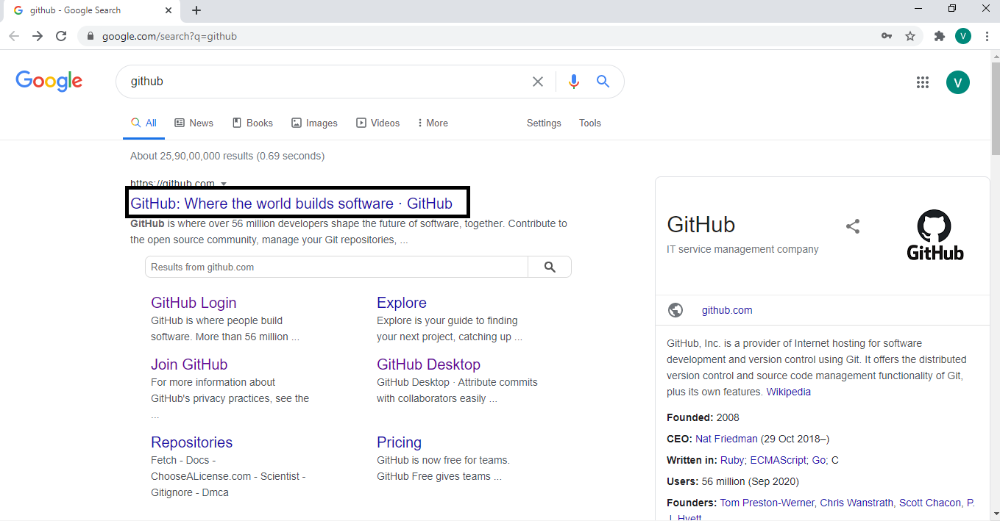 github - Google Search
google.com/search?q=github
V
Google
github
V
All
News
Books
Images
Videos
More
Settings
Tools
About 25,90,00,000 results (0.69 seconds)
https://github.com
GitHub: Where the world builds software · GitHub
GitHub is where over 56 million developers shape the future of software, together. Contribute to
the open source community, manage your Git repositories, ...
Results from github.com
GitHub Login
GitHub is where people build
software. More than 56 million ...
Explore
Explore is your guide to finding
your next project, catching up ...
Join GitHub
For more information about
GitHub's privacy practices, see the
...
GitHub Desktop
GitHub Desktop · Attribute commits
with collaborators easily ...
Repositories
Fetch - Docs -
ChooseALicense.com - Scientist -
Gitignore - Dmca
Pricing
GitHub is now free for teams.
GitHub Free gives teams ...
GitHub
IT service management company
GitHub
github.com
GitHub, Inc. is a provider of Internet hosting for software
development and version control using Git. It offers the distributed
version control and source code management functionality of Git,
plus its own features. Wikipedia
Founded: 2008
CEO: Nat Friedman (29 Oct 2018–)
Written in: Ruby; ECMAScript; Go; C
Users: 56 million (Sep 2020)
Founders: Tom Preston-Werner, Chris Wanstrath, Scott Chacon, P.
J. Hyett